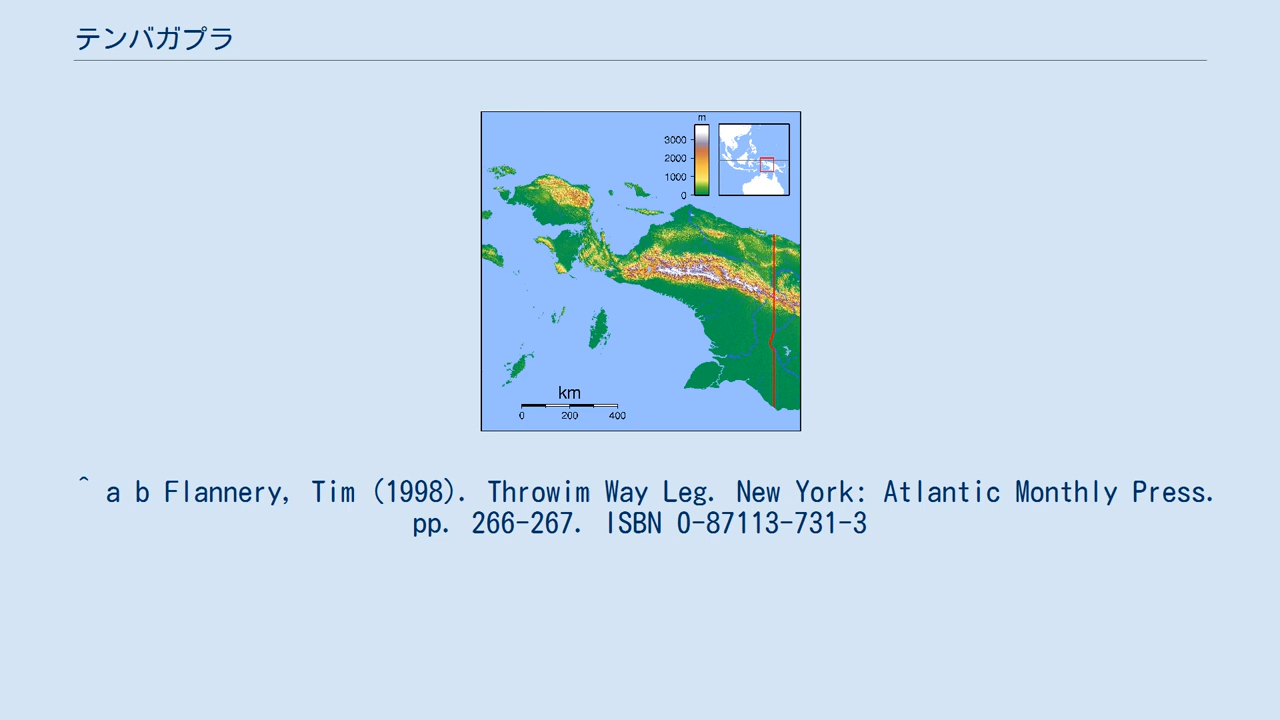 テンバガプラ
m
3000
2000
1000
0
km
0 200 400
^ a b Flannery, Tim (1998). Throwim Way Leg. New York: Atlantic Monthly Press.
pp. 266-267. ISBN 0-87113-731-3